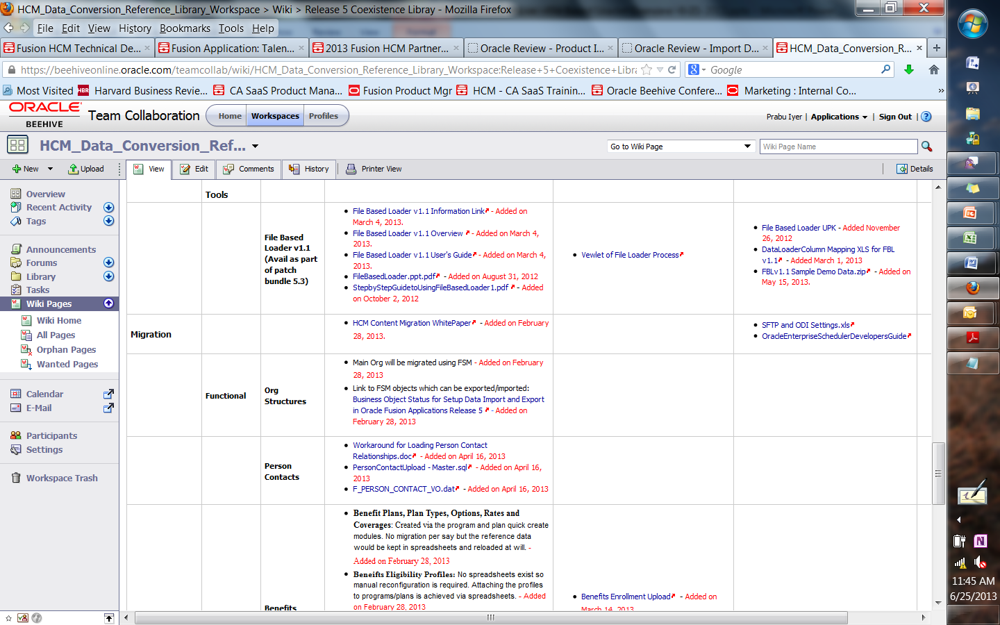 HCM_Data_Conversion_Reference_Library_Workspace > Wiki > Release 5 Coexistence Libray - Mozilla Firefox
File Edit View History Bookmarks Tools Help
Fusion HCM Technical De...
Fusion Application: Talen...
2013 Fusion HCM Partner...
Oracle Review - Product I...
Oracle Review - Import D...
HCM_Data_Conversion_R...
https://beehiveonline.oracle.com/teamcollab/wiki/HCM_Data_Conversion_Reference_Library_Workspace:Release+5+Coexistence+Libra
Google
Most Visited
HBR Harvard Business Revie...
CA SaaS Product Mana...
Fusion Product Mgr
HCM - CA SaaS Trainin...
Oracle Beehive Confere...
Marketing : Internal Co...
ORACLE
BEEHIVE
Team Collaboration
Home Workspaces Profiles
Prabu Iyer | Applications | Sign Out |
HCM_Data_Conversion_Ref...
Go to Wiki Page
Wiki Page Name
New Upload
View Edit Comments History Printer View Details
Overview
Recent Activity
Tags
Announcements
Forums
Library
Tasks
Wiki Pages
Wiki Home
All Pages
Orphan Pages
Wanted Pages
Calendar
E-Mail
Participants
Settings
Workspace Trash
Tools
File Based
Loader v1.1
(Avail as part
of patch
bundle 5.3)
File Based Loader v1.1 Information Link - Added on
March 4, 2013.
File Based Loader v1.1 Overview - Added on March 4,
2013.
File Based Loader v1.1 User's Guide - Added on March 4,
2013.
FileBasedLoader.ppt.pdf - Added on August 31, 2012
StepbyStepGuidetoUsingFileBasedLoader1.pdf - Added
on October 2, 2012
Vewlet of File Loader Process
File Based Loader UPK - Added November
26, 2012
DataLoaderColumn Mapping XLS for FBL
v1.1 - Added March 1, 2013
FBLv1.1 Sample Demo Data.zip - Added on
May 15, 2013.
Migration
HCM Content Migration WhitePaper - Added on February
28, 2013.
SFTP and ODI Settings.xls
OracleEnterpriseSchedulerDevelopersGuide
Functional
Org
Structures
Main Org will be migrated using FSM - Added on February
28, 2013
Link to FSM objects which can be exported/imported:
Business Object Status for Setup Data Import and Export
in Oracle Fusion Applications Release 5 - Added on
February 28, 2013
Person
Contacts
Workaround for Loading Person Contact
Relationships.doc - Added on April 16, 2013
PersonContactUpload - Master.sql - Added on April 16,
2013
F_PERSON_CONTACT_VO.dat - Added on April 16, 2013
Benefits
Benefit Plans, Plan Types, Options, Rates and
Coverages: Created via the program and plan quick create
modules. No migration per say but the reference data
would be kept in spreadsheets and reloaded at will. -
Added on February 28, 2013
Beneifts Eligibility Profiles: No spreadsheets exist so
manual reconfiguration is required. Attaching the profiles
to programs/plans is achieved via spreadsheets. - Added
on February 28, 2013
Benefits Enrollment Upload - Added on
March 14, 2013
11:45 AM
6/25/2013